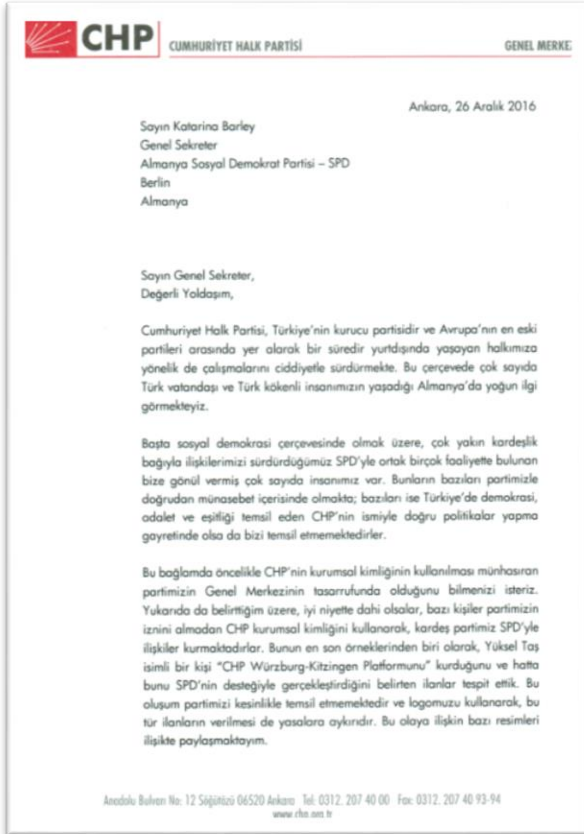 CHP CUMHURİYET HALK PARTİSİ GENEL MERKE
Ankara, 26 Aralık 2016
Sayın Katarina Barley
Genel Sekreter
Almanya Sosyal Demokrat Partisi – SPD
Berlin
Almanya
Sayın Genel Sekreter,
Değerli Yoldaşım,
Cumhuriyet Halk Partisi, Türkiye'nin kurucu partisidir ve Avrupa'nın en eski
partileri arasında yer alarak bir süredir yurtdışında yaşayan halkımıza
yönelik de çalışmalarını ciddiyetle sürdürmekte. Bu çerçevede çok sayıda
Türk vatandaşı ve Türk kökenli insanımızın yaşadığı Almanya'da yoğun ilgi
görmekteyiz.
Başta sosyal demokrasi çerçevesinde olmak üzere, çok yakın kardeşlik
bağıyla ilişkilerimizi sürdürdüğümüz SPD'yle ortak birçok faaliyette bulunan
bize gönül vermiş çok sayıda insanımız var. Bunların bazıları partimizle
doğrudan münasebet içerisinde olmakta; bazıları ise Türkiye'de demokrasi,
adalet ve eşitliği temsil eden CHP'nin ismiyle doğru politikalar yapma
gayretinde olsa da bizi temsil etmemektedirler.
Bu bağlamda öncelikle CHP'nin kurumsal kimliğinin kullanılması münhasıran
partimizin Genel Merkezinin tasarrufunda olduğunu bilmenizi isteriz.
Yukarıda da belirttiğim üzere, iyi niyette dahi olsalar, bazı kişiler partimizin
iznini almadan CHP kurumsal kimliğini kullanarak, kardeş partimiz SPD'yle
ilişkiler kurmaktadırlar. Bunun en son örneklerinden biri olarak, Yüksel Taş
isimli bir kişi "CHP Würzburg-Kitzingen Platformunu" kurduğunu ve hatta
bunu SPD'nin desteğiyle gerçekleştirdiğini belirten ilanlar tespit ettik. Bu
oluşum partimizi kesinlikle temsil etmemektedir ve logomuzu kullanarak, bu
tür ilanların verilmesi de yasalara aykırıdır. Bu olaya ilişkin bazı resimleri
ilişikte paylaşmaktayım.
Anadolu Bulvarı No: 12 Söğütözü 06520 Ankara Tel: 0312. 207 40 00 Fax: 0312. 207 40 93-94
www.chp.org.tr